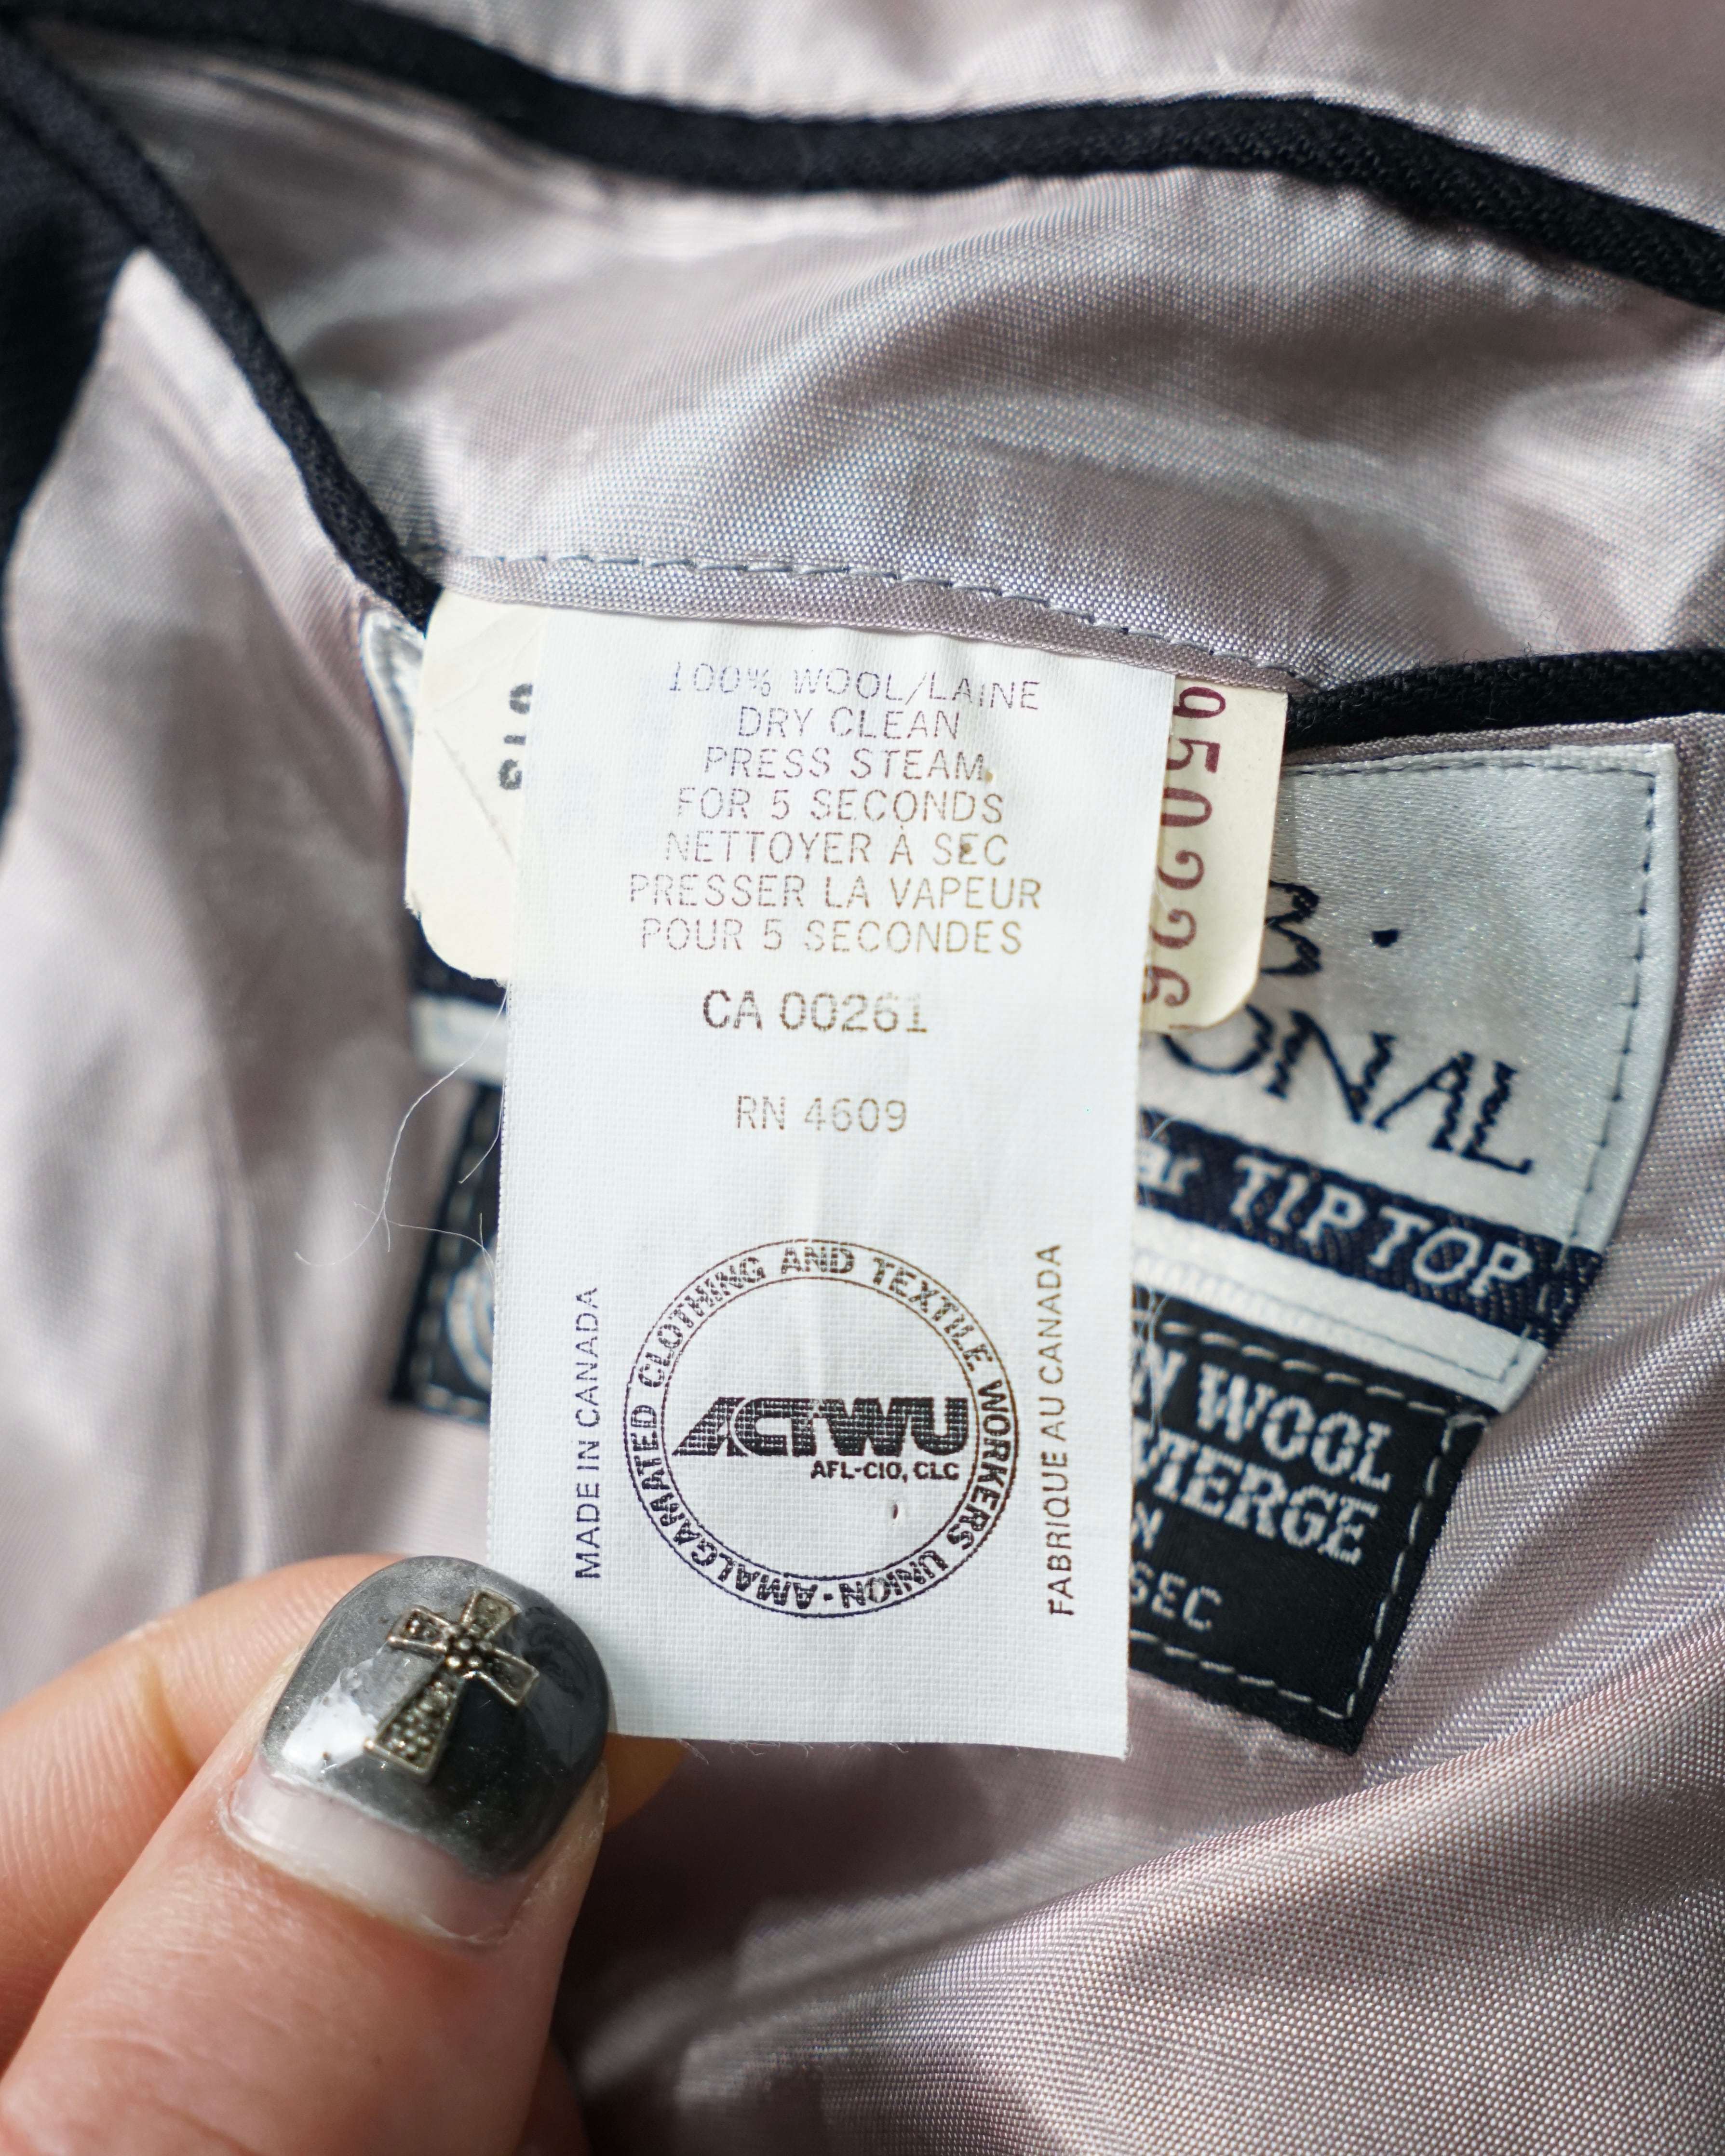 100% WOOL/LAINE
DRY CLEAN
PRESS STEAM
FOR 5 SECONDS
NETTOYER À SEC
PRESSER LA VAPEUR
POUR 5 SECONDES
CA 00261
RN 4609
MADE IN CANADA
AMALGAMATED CLOTHING AND TEXTILE WORKERS UNION·
ACTWU
AFL-CIO, CLC
FABRIQUE AU CANADA
950226
ONAL
TIP TOP
WOOL
VIERGE
SEC